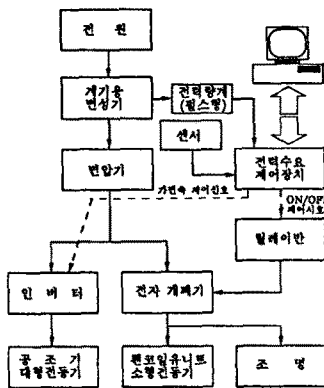 전 원
계기용
변성기
전력량계
(펄스형)
센서
변압기
전력수요
제어장치
가변속 제어신호
ON/OFF
제어신호
릴레이반
인 버 터
전자 개폐기
공 조 기
대형전동기
팬코일유니트
소형전동기
조 명